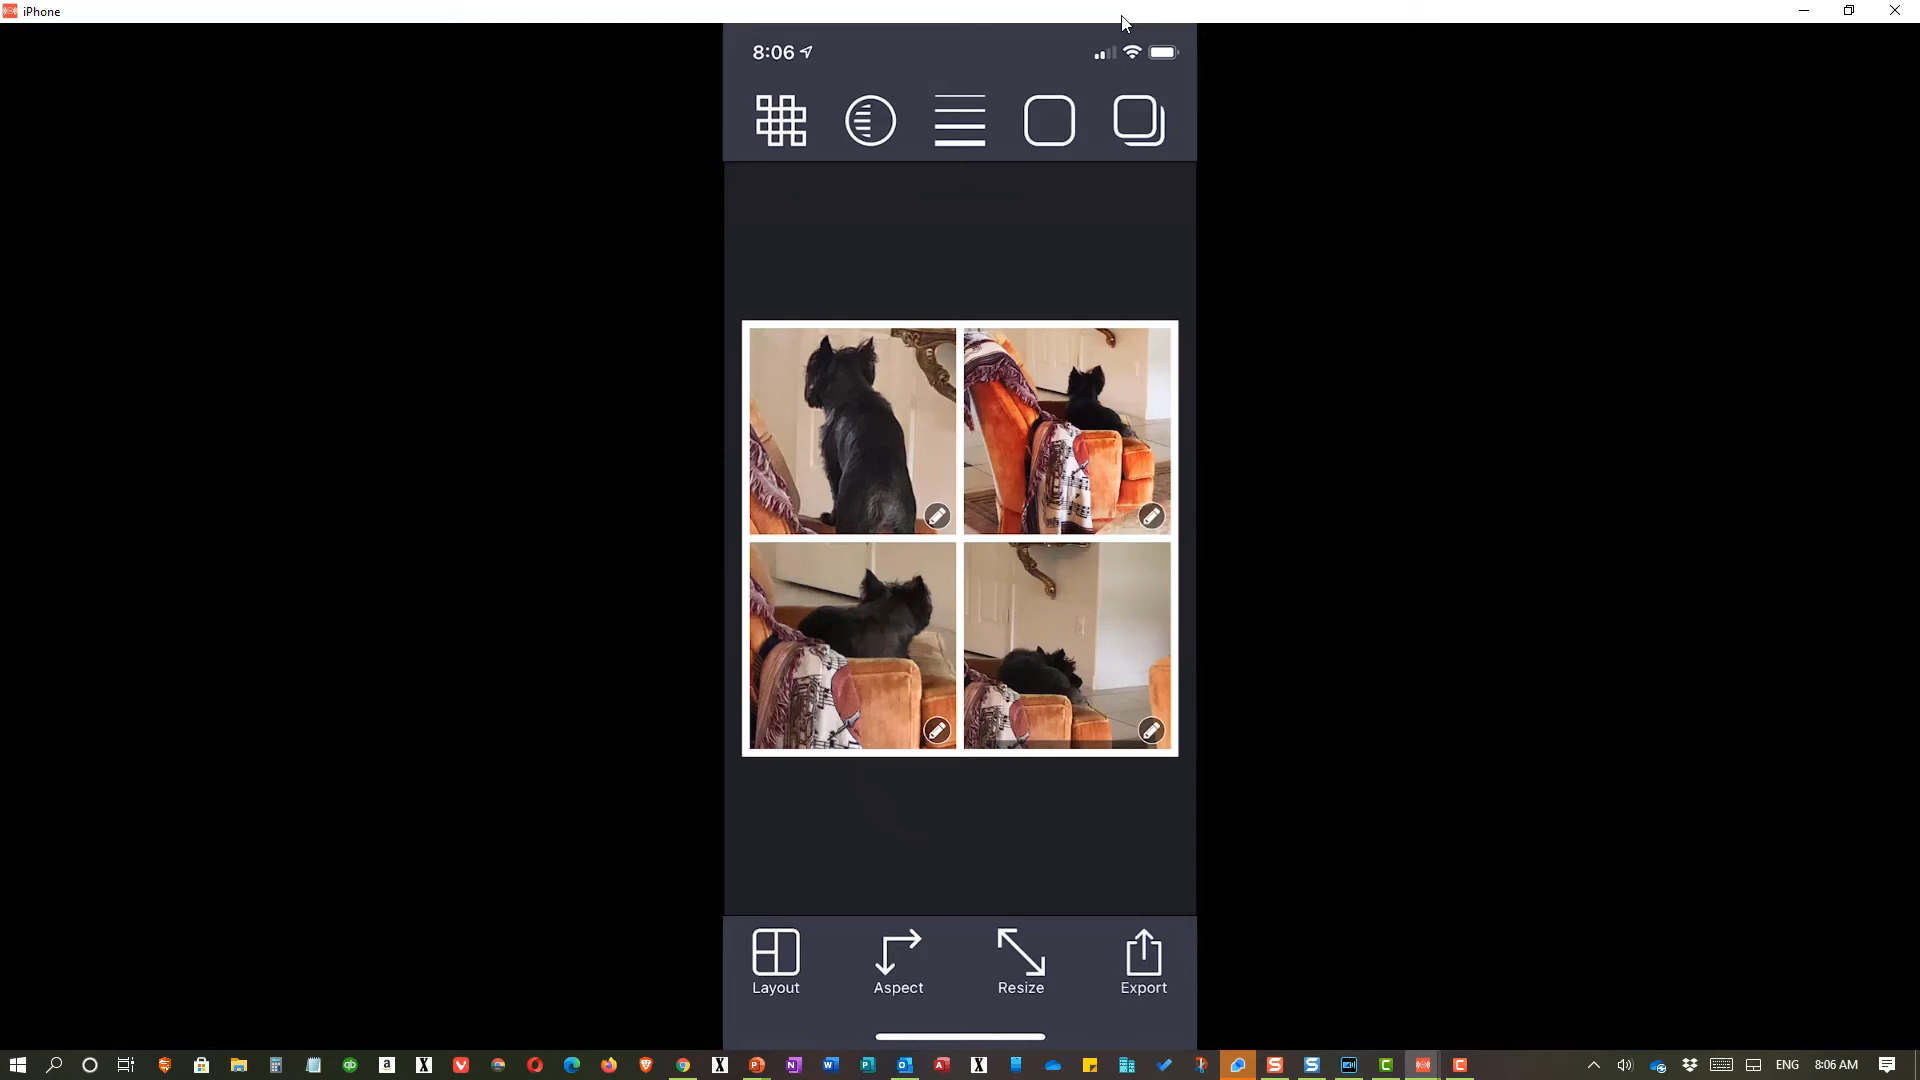 iPhone
8:06
Layout
Aspect
Resize
Export
ENG
8:06 AM